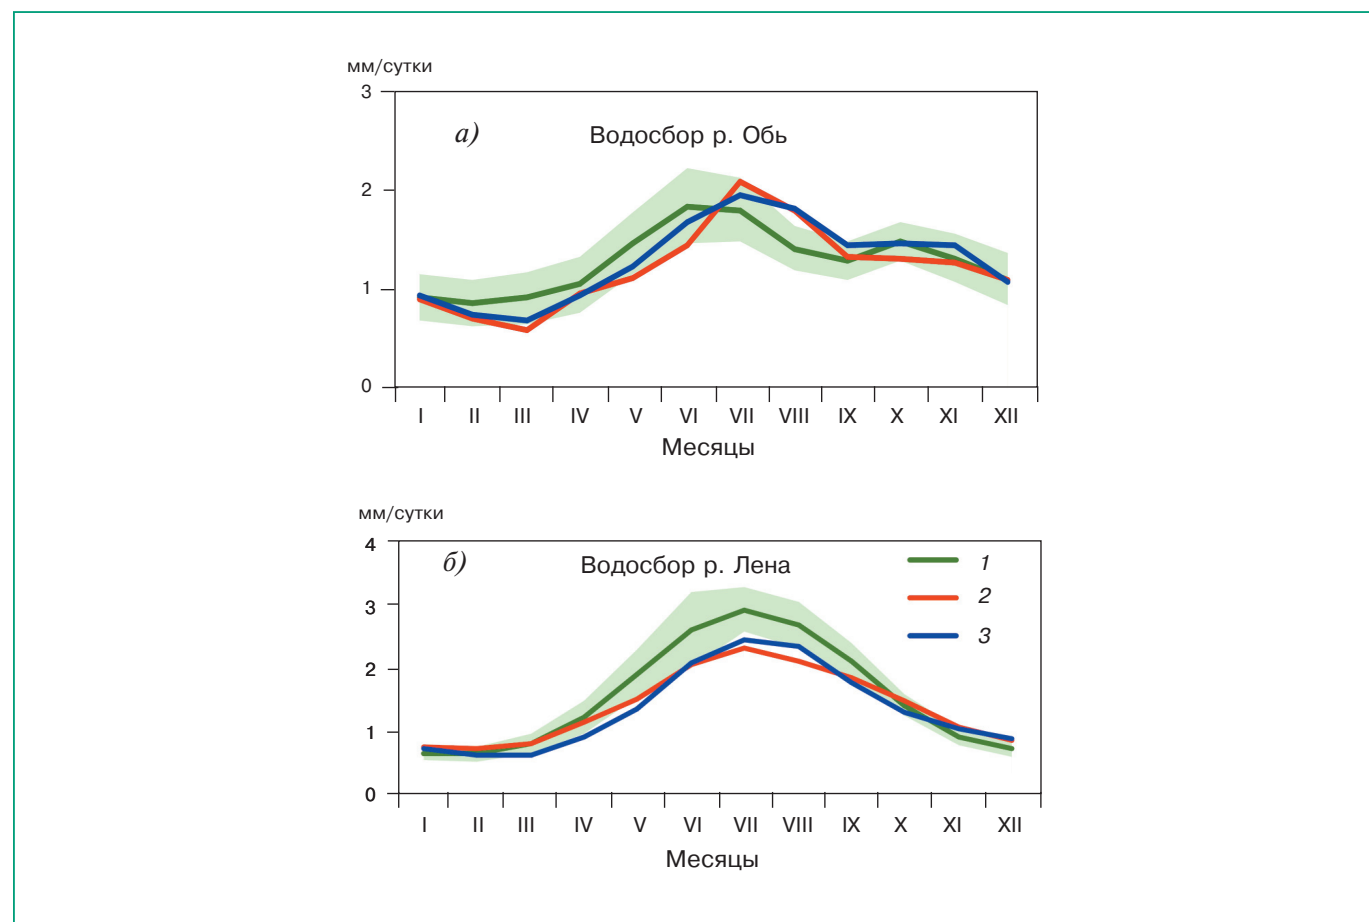 мм/сутки
3
а) Водосбор р. Обь
2
1
0
I II III IV V VI VII VIII IX X XI XII
Месяцы
мм/сутки
4
б) Водосбор р. Лена 1
3 2
3
2
1
0
I II III IV V VI VII VIII IX X XI XII
Месяцы